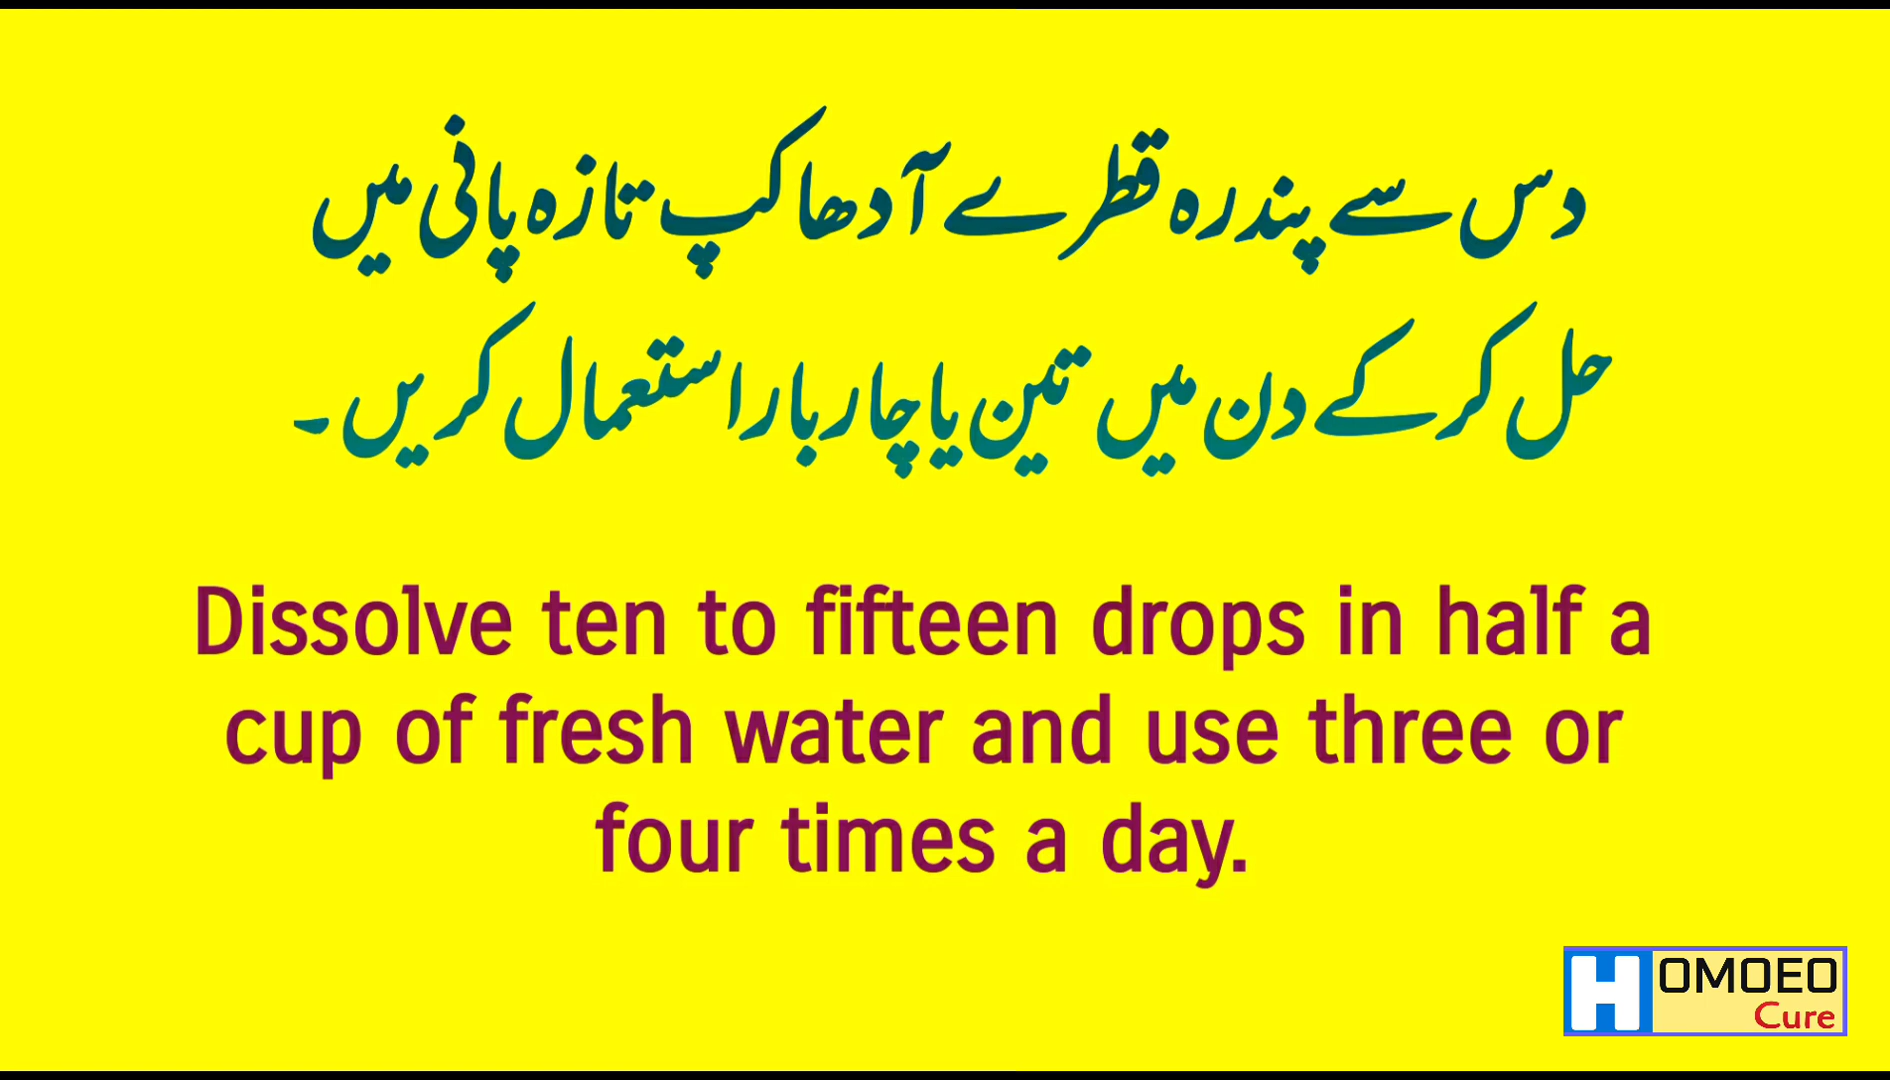 دس سے پندرہ قطرے آدھا کپ تازہ پانی میں
حل کر کے دن میں تین یا چار بار استعمال کریں۔
Dissolve ten to fifteen drops in half a
cup of fresh water and use three or
four times a day.
HOMOEO
Cure